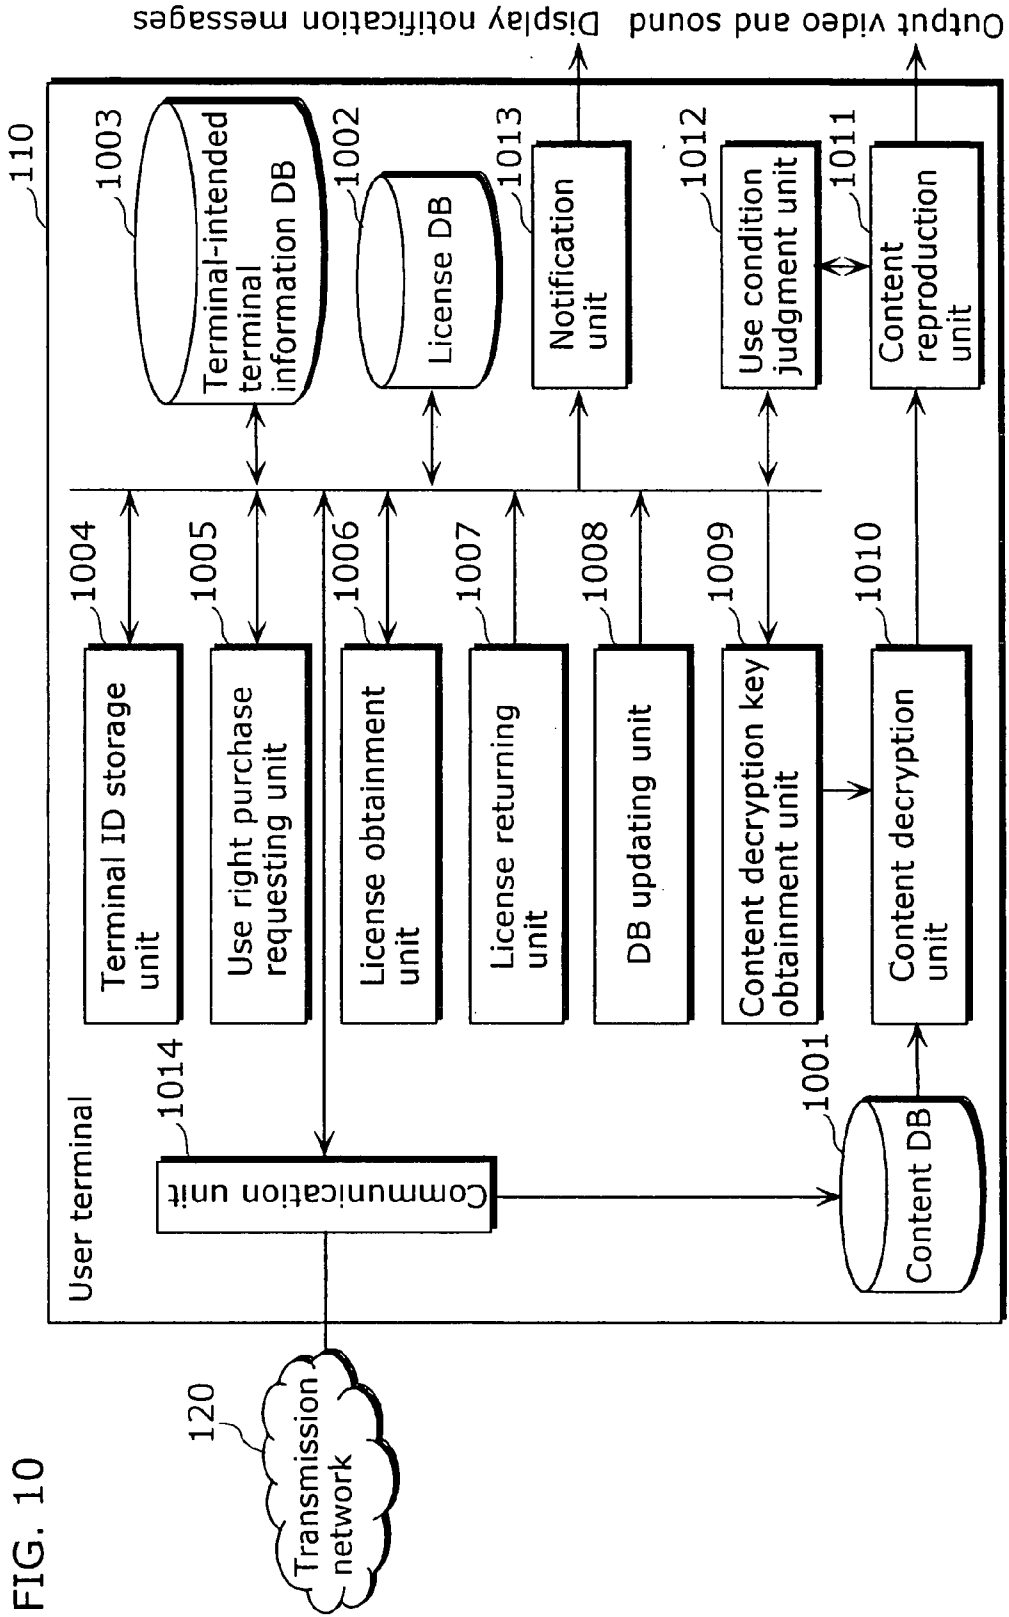 FIG. 10
110
User terminal
120
Transmission
network
1014
Communication unit
1004
Terminal ID storage
unit
1005
Use right purchase
requesting unit
1006
License obtainment
unit
1007
License returning
unit
1008
DB updating unit
1009
Content decryption key
obtainment unit
1010
Content decryption
unit
1001
Content DB
1003
Terminal-intended
terminal
information DB
1002
License DB
1013
Notification
unit
1012
Use condition
judgment unit
1011
Content
reproduction
unit
Display notification messages
Output video and sound